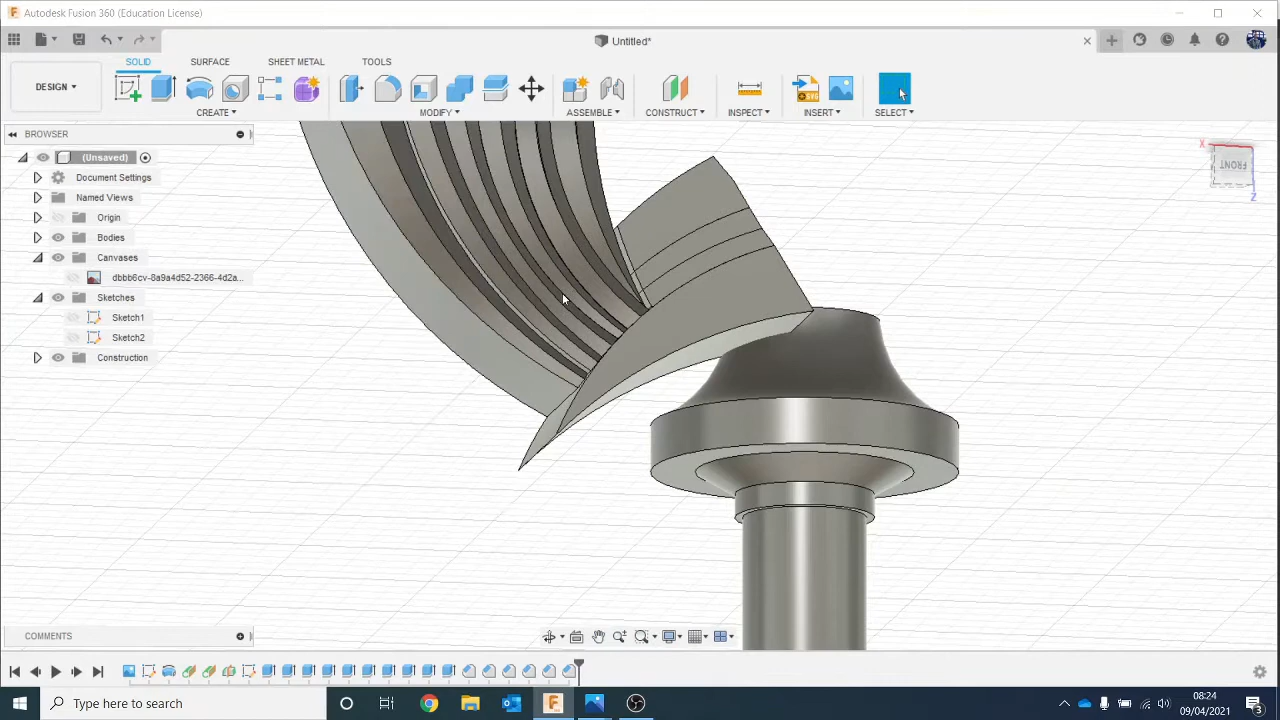 Autodesk Fusion 360 (Education License)
Untitled*
SOLID SURFACE SHEET METAL TOOLS
DESIGN
CREATE MODIFY ASSEMBLE CONSTRUCT INSPECT INSERT SELECT
BROWSER
(Unsaved)
Document Settings
Named Views
Origin
Bodies
Canvases
dbbb6cv-8a9a4d52-2366-4d2a...
Sketches
Sketch1
Sketch2
Construction
X
FRONT
Z
COMMENTS
Type here to search
08:24
09/04/2021
3